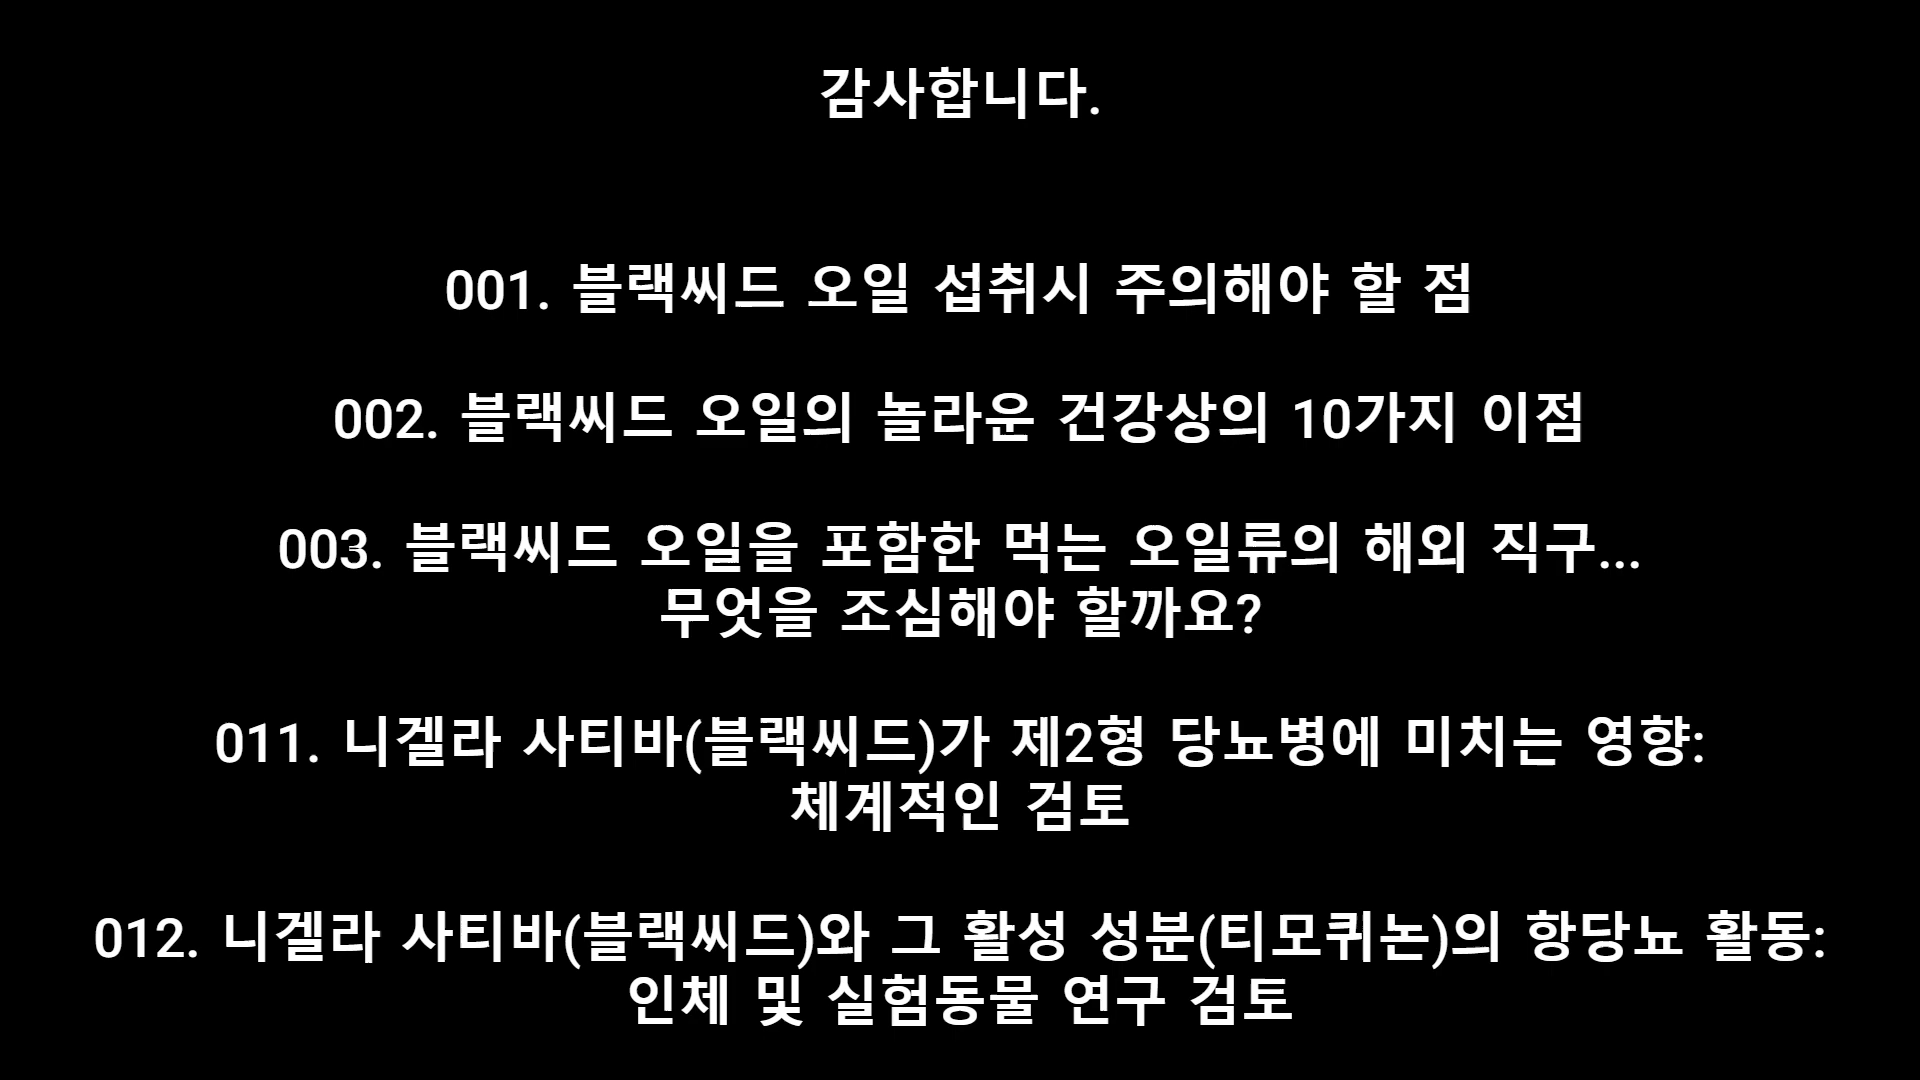 감사합니다.
001. 블랙씨드 오일 섭취시 주의해야 할 점
002. 블랙씨드 오일의 놀라운 건강상의 10가지 이점
003. 블랙씨드 오일을 포함한 먹는 오일류의 해외 직구...
무엇을 조심해야 할까요?
011. 니겔라 사티바(블랙씨드)가 제2형 당뇨병에 미치는 영향:
체계적인 검토
012. 니겔라 사티바(블랙씨드)와 그 활성 성분(티모퀴논)의 항당뇨 활동:
인체 및 실험동물 연구 검토